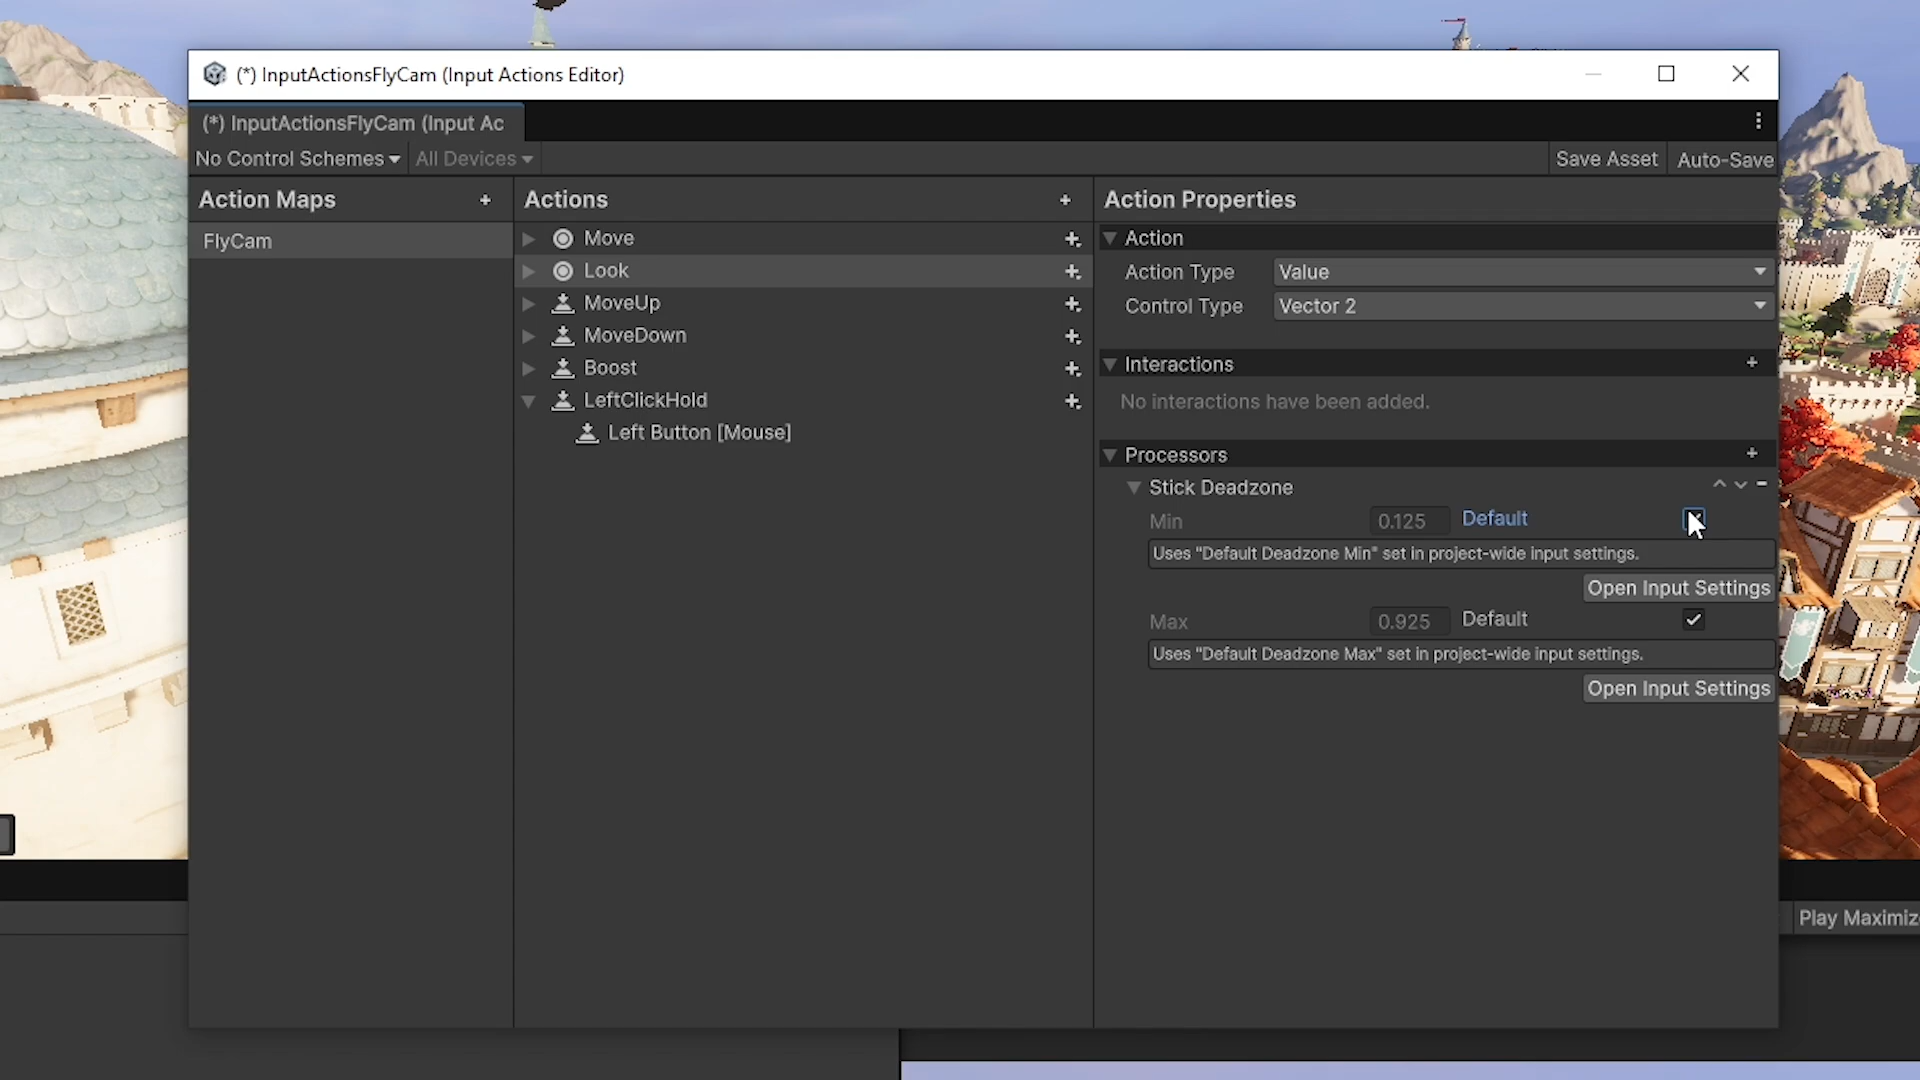 (*) InputActionsFlyCam (Input Actions Editor)
(*) InputActionsFlyCam (Input Ac
No Control Schemes All Devices Save Asset Auto-Save
Action Maps + Actions + Action Properties
FlyCam
Move
Look
MoveUp
MoveDown
Boost
LeftClickHold
Left Button [Mouse]
Action
Action Type Value
Control Type Vector 2
Interactions +
No interactions have been added.
Processors +
Stick Deadzone
Min 0.125 Default
Uses "Default Deadzone Min" set in project-wide input settings.
Open Input Settings
Max 0.925 Default
Uses "Default Deadzone Max" set in project-wide input settings.
Open Input Settings
Play Maximiz